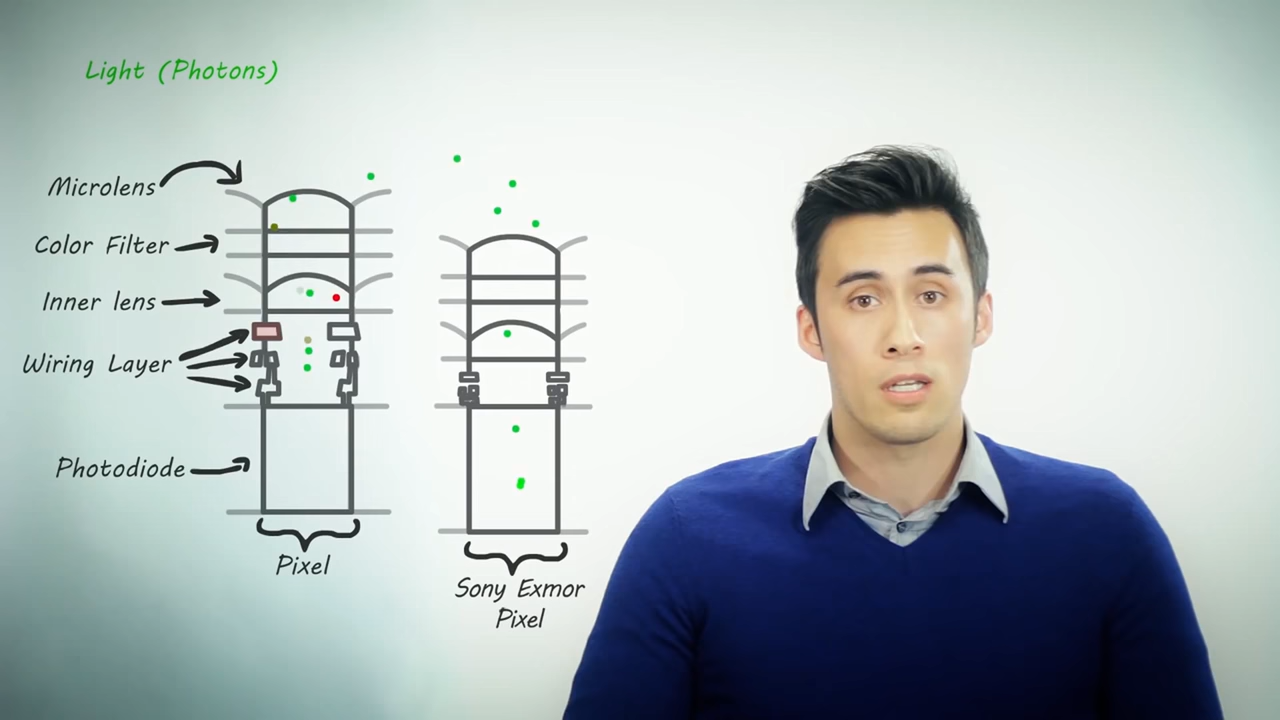 Light (Photons)
Microlens
Color Filter
Inner lens
Wiring Layer
Photodiode
Pixel
Sony Exmor
Pixel